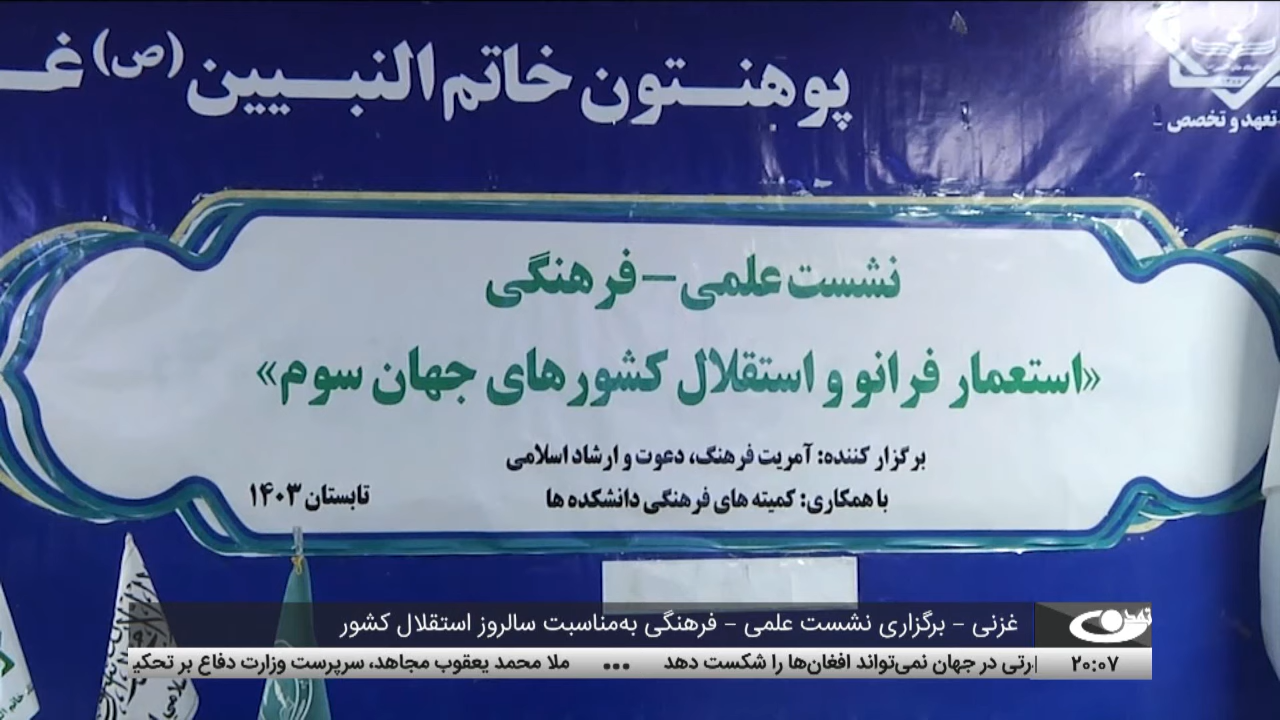 پوهنتون خاتم النبیین (ص) غـ
تعهد و تخصص
نشست علمی - فرهنگی
«استعمار فرانو و استقلال کشورهای جهان سوم»
برگزار کننده: آمریت فرهنگ، دعوت و ارشاد اسلامی
با همکاری: کمیته های فرهنگی دانشکده ها
تابستان ۱۴۰۳
غزنی - برگزاری نشست علمی - فرهنگی به‌مناسبت سالروز استقلال کشور
۲۰:۰۷
رتی در جهان نمی‌تواند افغان‌ها را شکست دهد ... ملا محمد یعقوب مجاهد، سرپرست وزارت دفاع بر تحکیـ